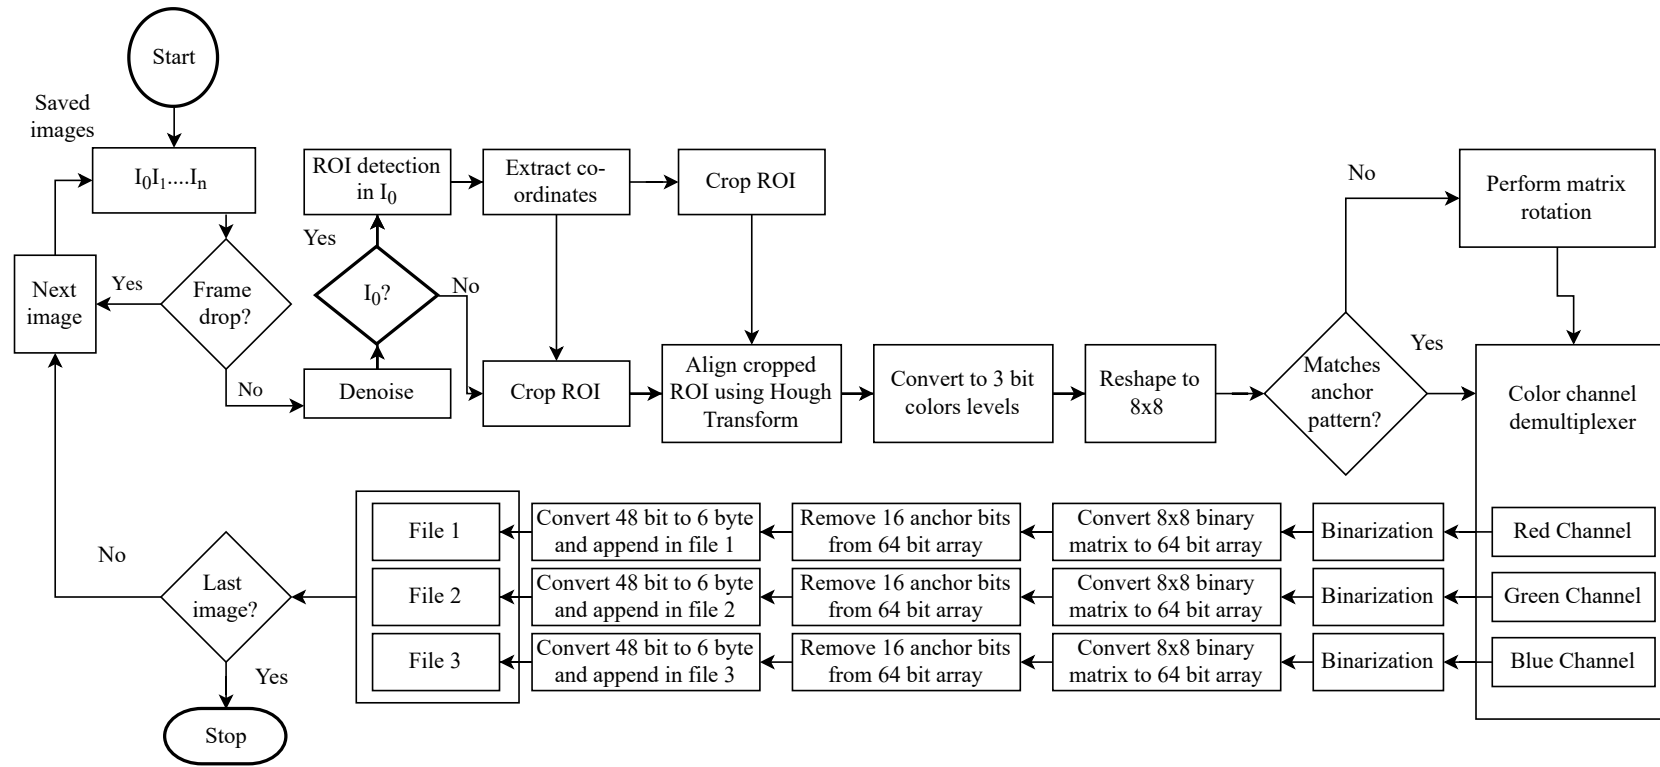 Start
Saved
images
I₀I₁....Iₙ
Next
image
Yes
Frame
drop?
No
ROI detection
in I₀
Yes
I₀?
No
Denoise
Extract co-
ordinates
Crop ROI
Crop ROI
Align cropped
ROI using Hough
Transform
Convert to 3 bit
colors levels
Reshape to
8x8
Matches
anchor
pattern?
No
Yes
Perform matrix
rotation
Color channel
demultiplexer
Red Channel
Binarization
Convert 8x8 binary
matrix to 64 bit array
Remove 16 anchor bits
from 64 bit array
Convert 48 bit to 6 byte
and append in file 1
File 1
Green Channel
Binarization
Convert 8x8 binary
matrix to 64 bit array
Remove 16 anchor bits
from 64 bit array
Convert 48 bit to 6 byte
and append in file 2
File 2
Blue Channel
Binarization
Convert 8x8 binary
matrix to 64 bit array
Remove 16 anchor bits
from 64 bit array
Convert 48 bit to 6 byte
and append in file 3
File 3
Last
image?
No
Yes
Stop